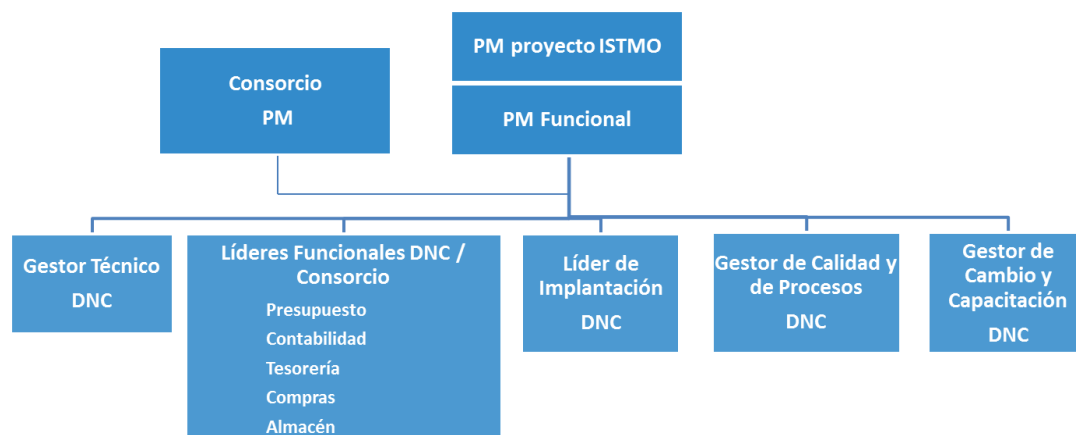 PM proyecto ISTMO
Consorcio
PM
PM Funcional
Gestor Técnico
DNC
Líderes Funcionales DNC /
Consorcio
Presupuesto
Contabilidad
Tesorería
Compras
Almacén
Líder de
Implantación
DNC
Gestor de Calidad y
de Procesos
DNC
Gestor de
Cambio y
Capacitación
DNC